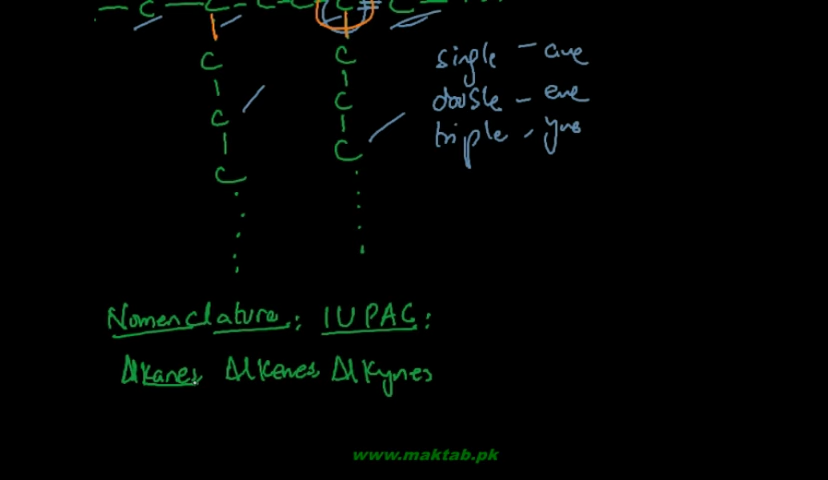 — C — C – C – C – C ≡ C —
C C single – ane
C C double – ene
C C triple – yne
Nomenclature: IUPAC:
Alkanes, Alkenes, Alkynes
www.maktab.pk